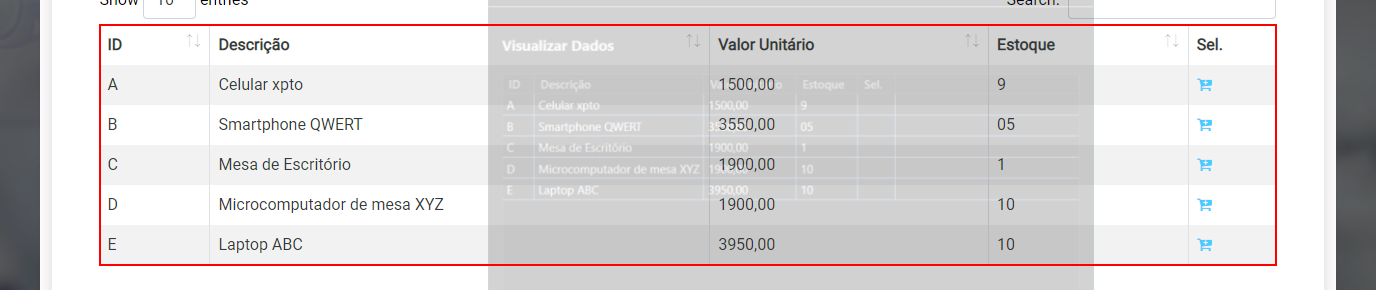 Show 10 entries Search:
ID Descrição Valor Unitário Estoque Sel.
A Celular xpto 1500,00 9
B Smartphone QWERT 3550,00 05
C Mesa de Escritório 1900,00 1
D Microcomputador de mesa XYZ 1900,00 10
E Laptop ABC 3950,00 10
Visualizar Dados
ID Descrição Estoque Sel.
A Celular xpto 1500,00 9
B Smartphone QWERT 3550,00 05
C Mesa de Escritório 1900,00 1
D Microcomputador de mesa XYZ 1900,00 10
E Laptop ABC 3950,00 10